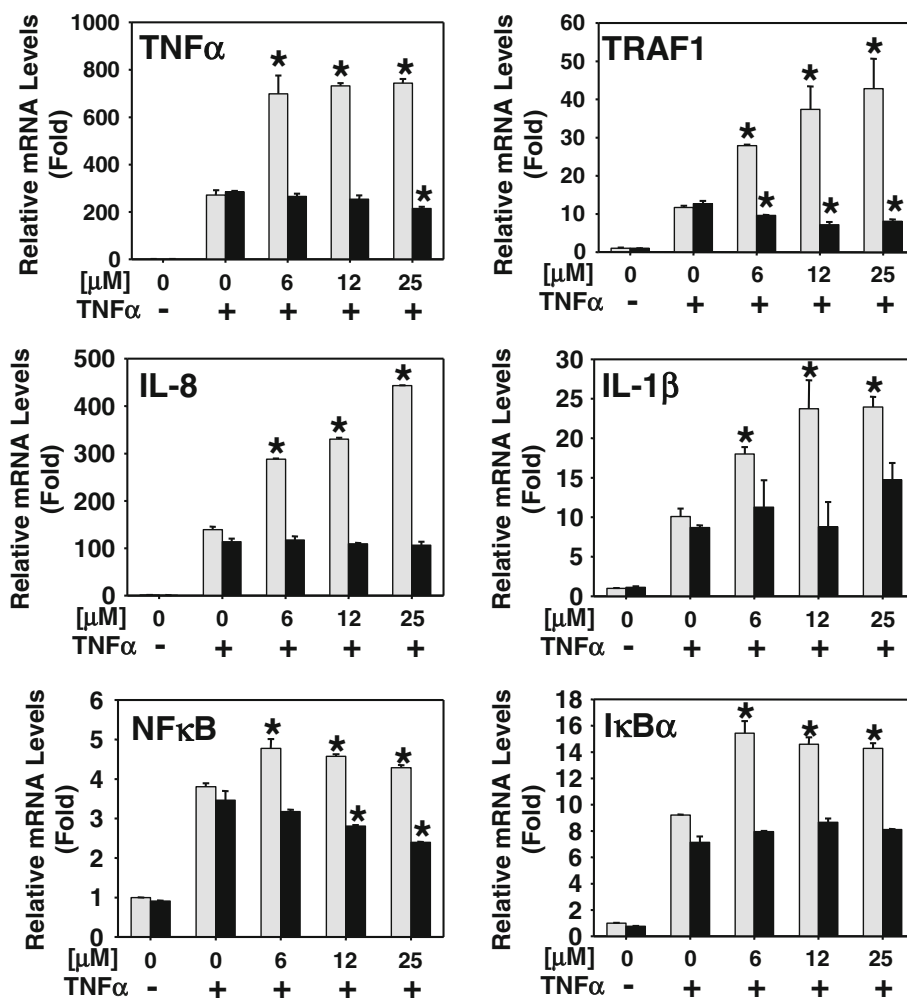 Relative mRNA Levels
(Fold)
1000
800
600
400
200
0
TNFα
*
*
*
*
[μM] 0 0 6 12 25
TNFα - + + + +
Relative mRNA Levels
(Fold)
60
50
40
30
20
10
0
TRAF1
*
*
*
*
*
*
0 0 6 12 25
[μM]
TNFα - + + + +
Relative mRNA Levels
(Fold)
500
400
300
200
100
0
IL-8
*
*
*
[μM] 0 0 6 12 25
TNFα - + + + +
Relative mRNA Levels
(Fold)
30
25
20
15
10
5
0
IL-1β
*
*
*
[μM] 0 0 6 12 25
TNFα - + + + +
Relative mRNA Levels
(Fold)
6
5
4
3
2
1
0
NFκB
*
*
*
*
*
[μM] 0 0 6 12 25
TNFα - + + + +
Relative mRNA Levels
(Fold)
18
16
14
12
10
8
6
4
2
0
IκBα
*
*
*
[μM] 0 0 6 12 25
TNFα - + + + +